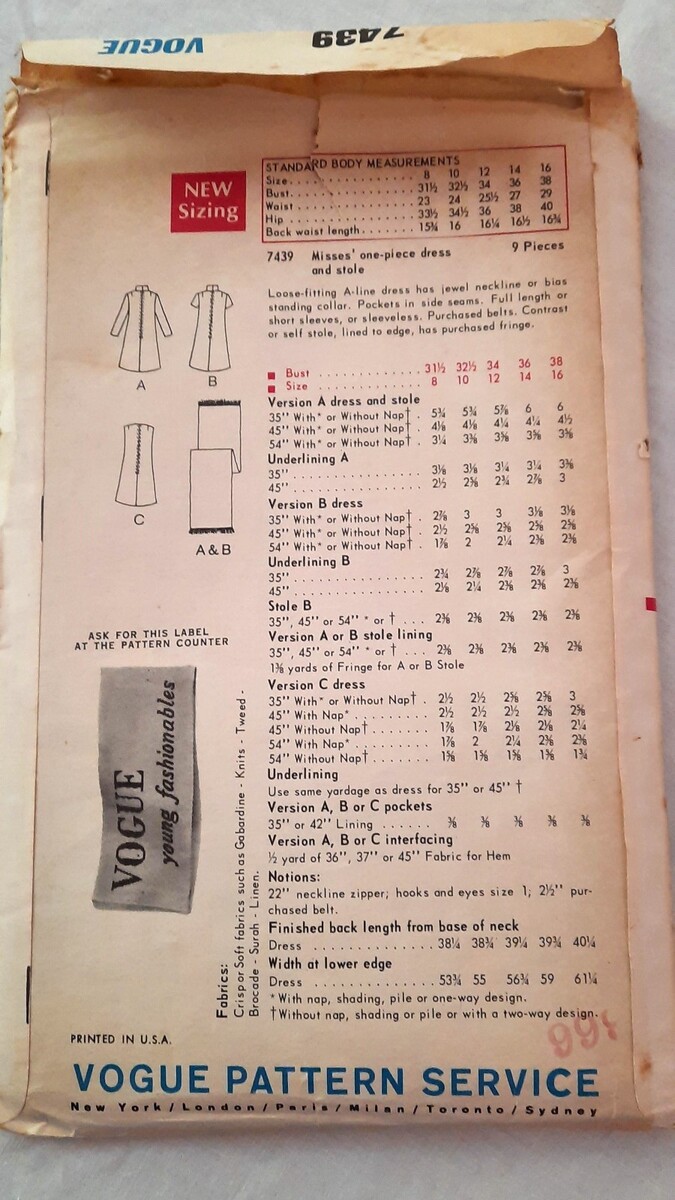 7439
VOGUE
NEW
Sizing
STANDARD BODY MEASUREMENTS
Size................ 8 10 12 14 16
Bust................ 31½ 32½ 34 36 38
Waist............... 23 24 25½ 27 29
Hip................. 33½ 34½ 36 38 40
Back waist length....... 15¾ 16 16¼ 16½ 16¾
7439 Misses' one-piece dress 9 Pieces
and stole
Loose-fitting A-line dress has jewel neckline or bias
standing collar. Pockets in side seams. Full length or
short sleeves, or sleeveless. Purchased belts. Contrast
or self stole, lined to edge, has purchased fringe.
A
B
C
A & B
Bust .............. 31½ 32½ 34 36 38
Size .............. 8 10 12 14 16
Version A dress and stole
35" With* or Without Nap† . 5¾ 5¾ 5⅞ 6 6
45" With* or Without Nap† . 4⅛ 4⅛ 4¼ 4¼ 4½
54" With* or Without Nap† . 3¼ 3⅜ 3⅜ 3⅜ 3⅝
Underlining A
35" ................ 3⅛ 3⅛ 3¼ 3¼ 3⅜
45" ................ 2½ 2⅝ 2¾ 2⅞ 3
Version B dress
35" With* or Without Nap† . 2⅞ 3 3 3⅛ 3⅛
45" With* or Without Nap† . 2½ 2⅝ 2⅝ 2⅝ 2⅝
54" With* or Without Nap† . 1⅞ 2 2¼ 2⅜ 2⅜
Underlining B
35" ................ 2¾ 2⅞ 2⅞ 2⅞ 3
45" ................ 2⅛ 2¼ 2⅜ 2⅜ 2⅜
Stole B
35", 45" or 54" * or † ... 2⅜ 2⅜ 2⅜ 2⅜ 2⅜
Version A or B stole lining
35", 45" or 54" * or † ... 2⅜ 2⅜ 2⅜ 2⅜ 2⅜
1⅜ yards of Fringe for A or B Stole
Version C dress
35" With* or Without Nap† . 2½ 2½ 2⅝ 2⅝ 3
45" With Nap* ......... 2½ 2½ 2½ 2⅝ 2⅝
45" Without Nap† ....... 1⅞ 1⅞ 2⅛ 2⅛ 2¼
54" With Nap* ......... 1⅞ 2 2¼ 2⅜ 2⅜
54" Without Nap† ....... 1⅝ 1⅝ 1⅝ 1⅝ 1¾
Underlining
Use same yardage as dress for 35" or 45" †
Version A, B or C pockets
35" or 42" Lining ...... ⅜ ⅜ ⅜ ⅜ ⅜
Version A, B or C interfacing
½ yard of 36", 37" or 45" Fabric for Hem
Notions:
22" neckline zipper; hooks and eyes size 1; 2½" pur-
chased belt.
Finished back length from base of neck
Dress .............. 38¼ 38¾ 39¼ 39¾ 40¼
Width at lower edge
Dress .............. 53¾ 55 56¾ 59 61¼
*With nap, shading, pile or one-way design.
†Without nap, shading or pile or with a two-way design.
ASK FOR THIS LABEL
AT THE PATTERN COUNTER
VOGUE
young fashionables
Fabrics:
Crisp or Soft fabrics such as Gabardine - Knits - Tweed -
Brocade - Surah - Linen.
PRINTED IN U.S.A.
VOGUE PATTERN SERVICE
New York / London / Paris / Milan / Toronto / Sydney